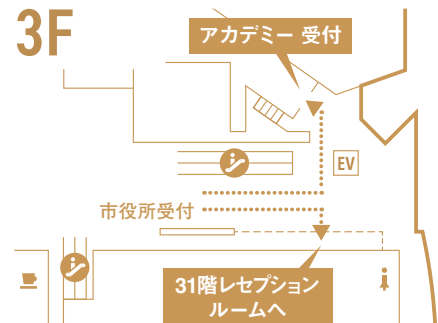 3F
アカデミー 受付
EV
市役所受付
31階レセプション
ルームへ